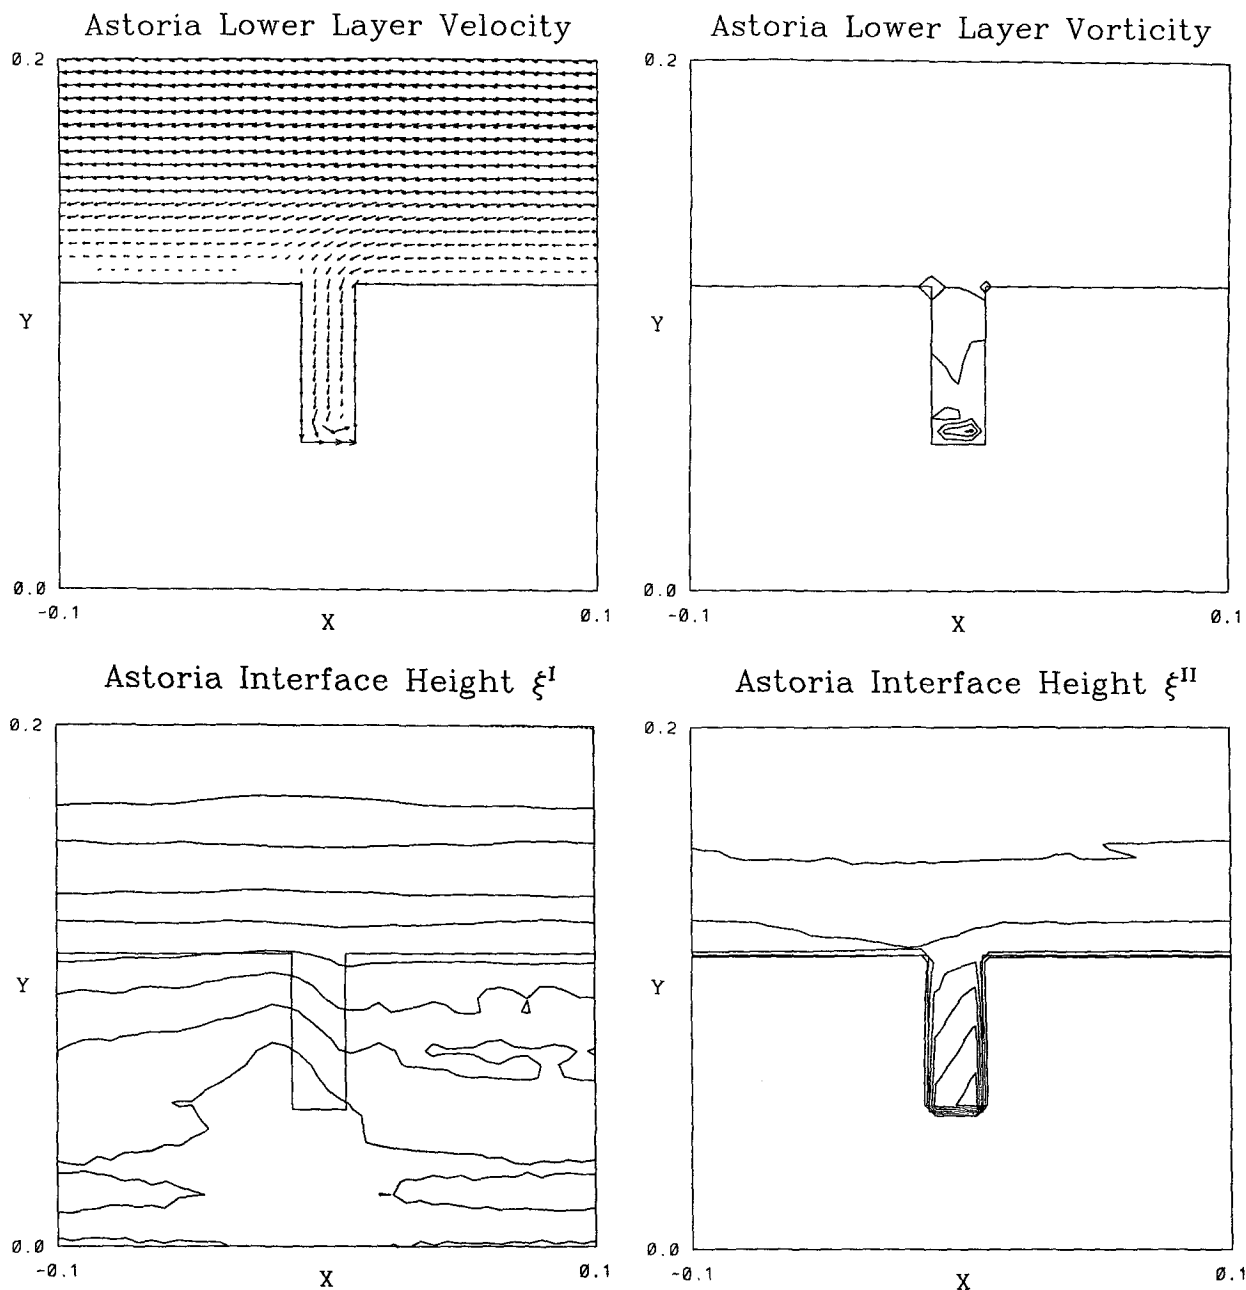 Astoria Lower Layer Velocity
0.2
Y
0.0
-0.1
X
0.1
Astoria Lower Layer Vorticity
0.2
Y
0.0
-0.1
X
0.1
Astoria Interface Height ξ^I
0.2
Y
0.0
-0.1
X
0.1
Astoria Interface Height ξ^II
0.2
Y
0.0
-0.1
X
0.1